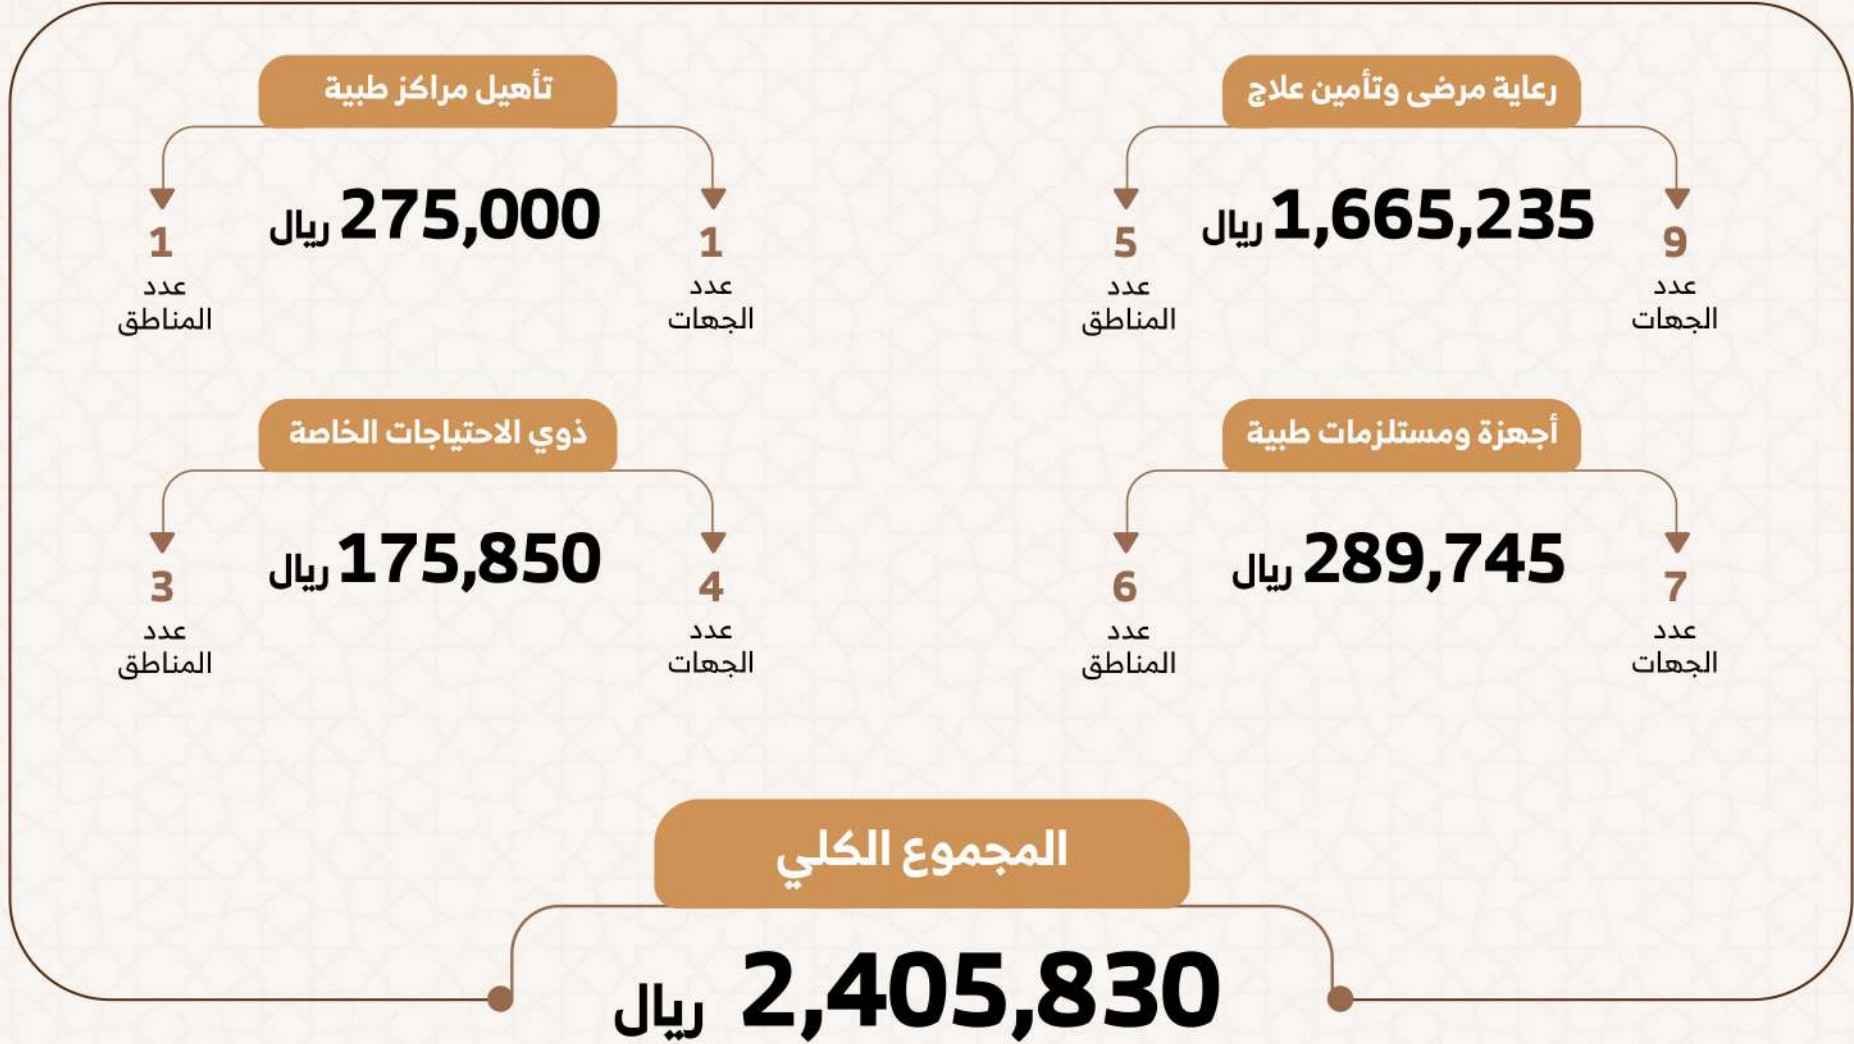 رعاية مرضى وتأمين علاج
1,665,235 ريال
9
عدد
الجهات
5
عدد
المناطق
تأهيل مراكز طبية
275,000 ريال
1
عدد
الجهات
1
عدد
المناطق
أجهزة ومستلزمات طبية
289,745 ريال
7
عدد
الجهات
6
عدد
المناطق
ذوي الاحتياجات الخاصة
175,850 ريال
4
عدد
الجهات
3
عدد
المناطق
المجموع الكلي
2,405,830 ريال